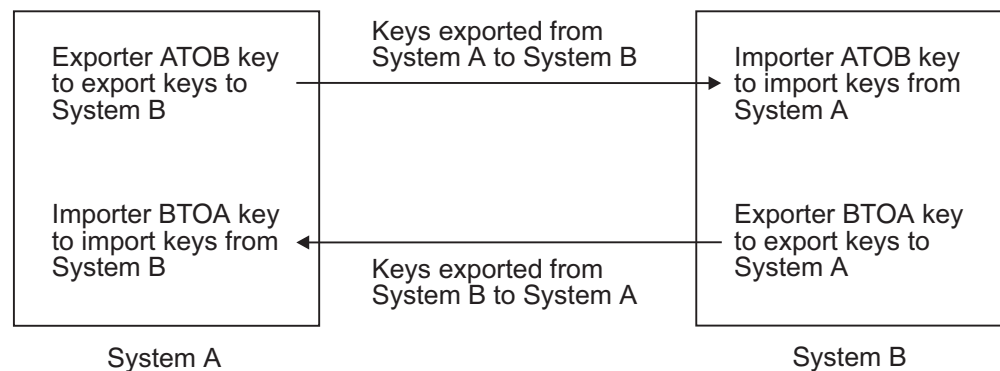 Exporter ATOB key
to export keys to
System B
Keys exported from
System A to System B
Importer ATOB key
to import keys from
System A
Importer BTOA key
to import keys from
System B
Keys exported from
System B to System A
Exporter BTOA key
to export keys to
System A
System A
System B